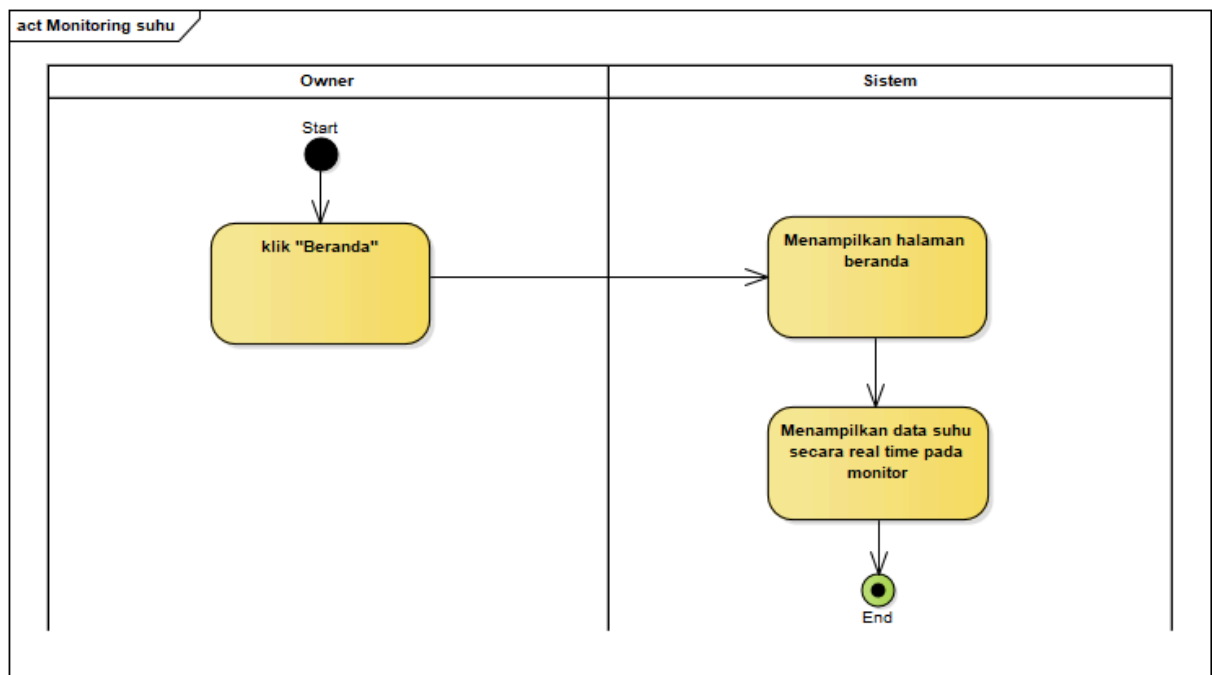 act Monitoring suhu
Owner
Sistem
Start
klik "Beranda"
Menampilkan halaman
beranda
Menampilkan data suhu
secara real time pada
monitor
End